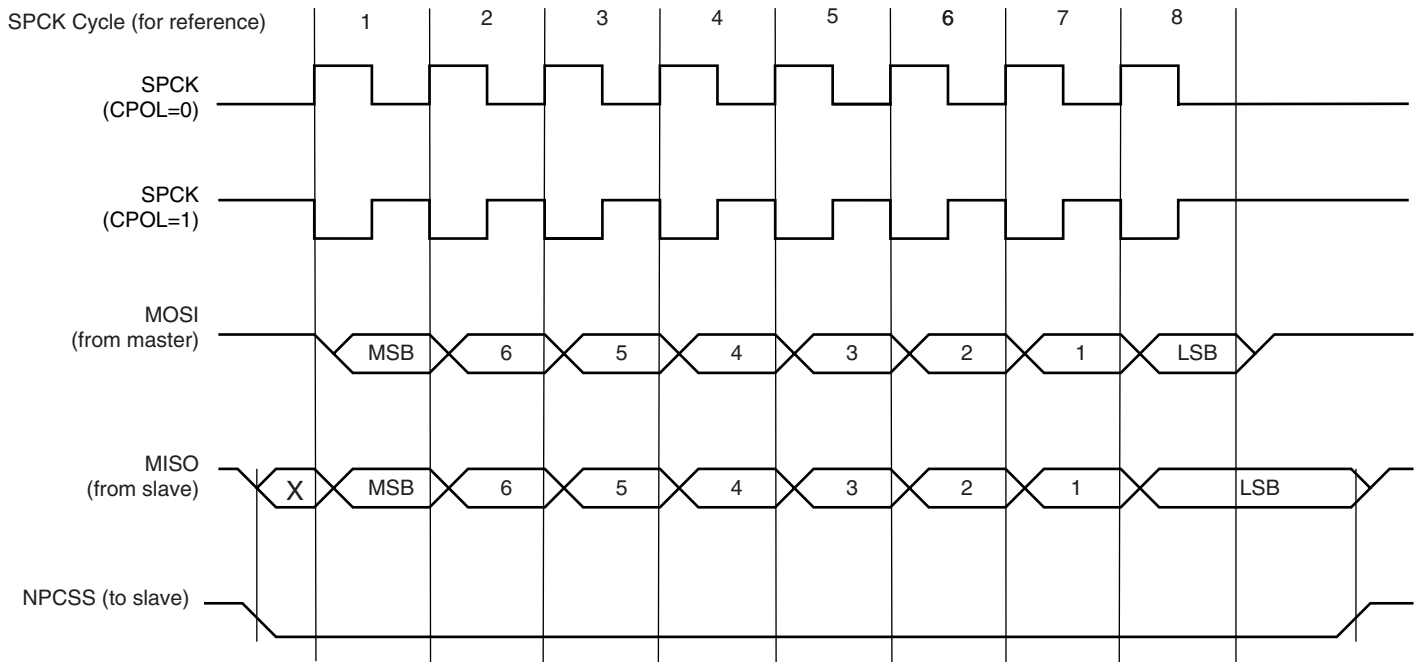 SPCK Cycle (for reference) 1 2 3 4 5 6 7 8
SPCK
(CPOL=0)
SPCK
(CPOL=1)
MOSI
(from master)
MSB 6 5 4 3 2 1 LSB
MISO
(from slave)
X MSB 6 5 4 3 2 1 LSB
NPCSS (to slave)